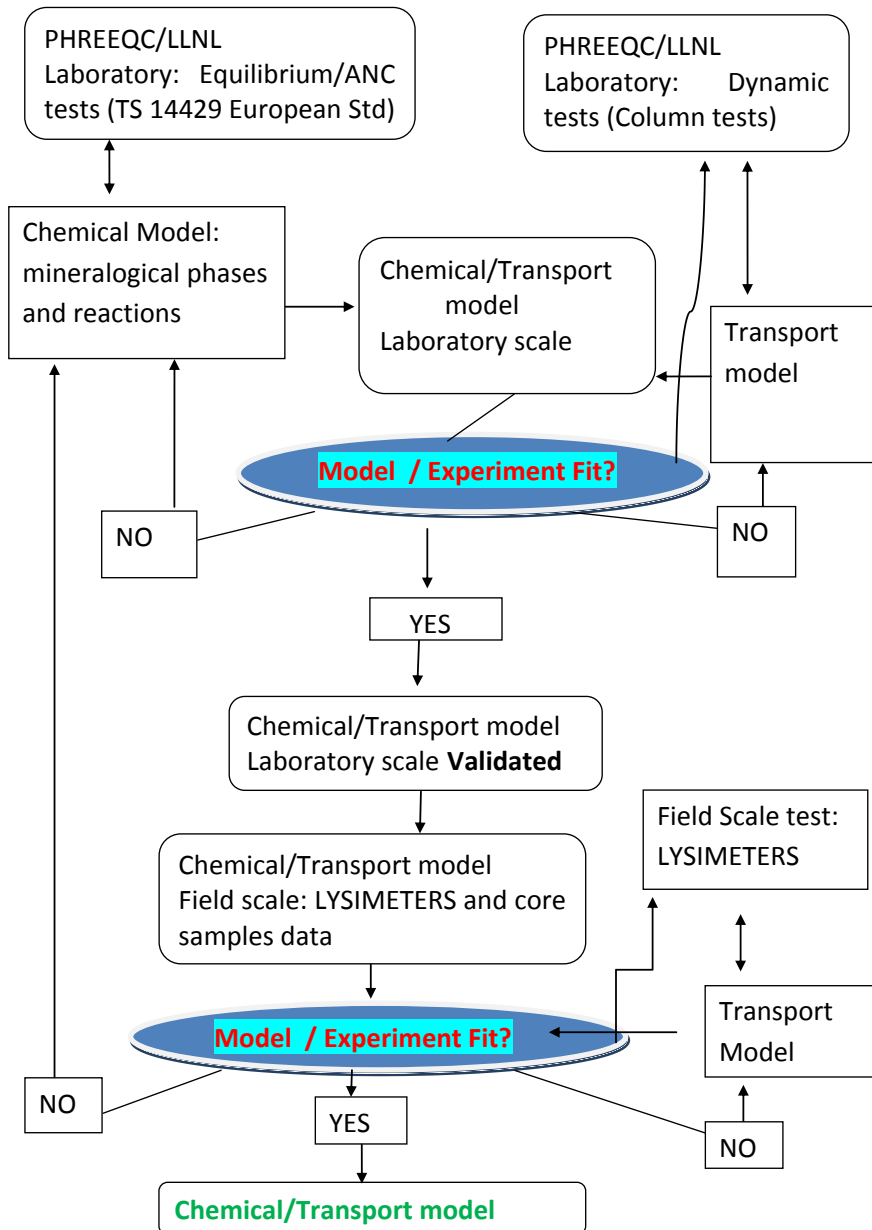 PHREEQC/LLNL
Laboratory: Equilibrium/ANC
tests (TS 14429 European Std)
PHREEQC/LLNL
Laboratory: Dynamic
tests (Column tests)
Chemical Model:
mineralogical phases
and reactions
Chemical/Transport
model
Laboratory scale
Transport
model
Model / Experiment Fit?
NO
NO
YES
Chemical/Transport model
Laboratory scale Validated
Field Scale test:
LYSIMETERS
Chemical/Transport model
Field scale: LYSIMETERS and core
samples data
Transport
Model
Model / Experiment Fit?
NO
YES
NO
Chemical/Transport model